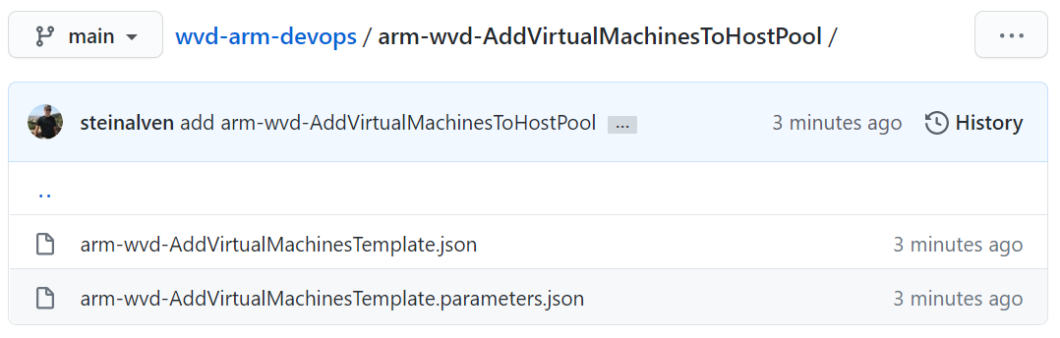 main wvd-arm-devops / arm-wvd-AddVirtualMachinesToHostPool / ...
steinalven add arm-wvd-AddVirtualMachinesToHostPool ... 3 minutes ago History
..
arm-wvd-AddVirtualMachinesTemplate.json 3 minutes ago
arm-wvd-AddVirtualMachinesTemplate.parameters.json 3 minutes ago